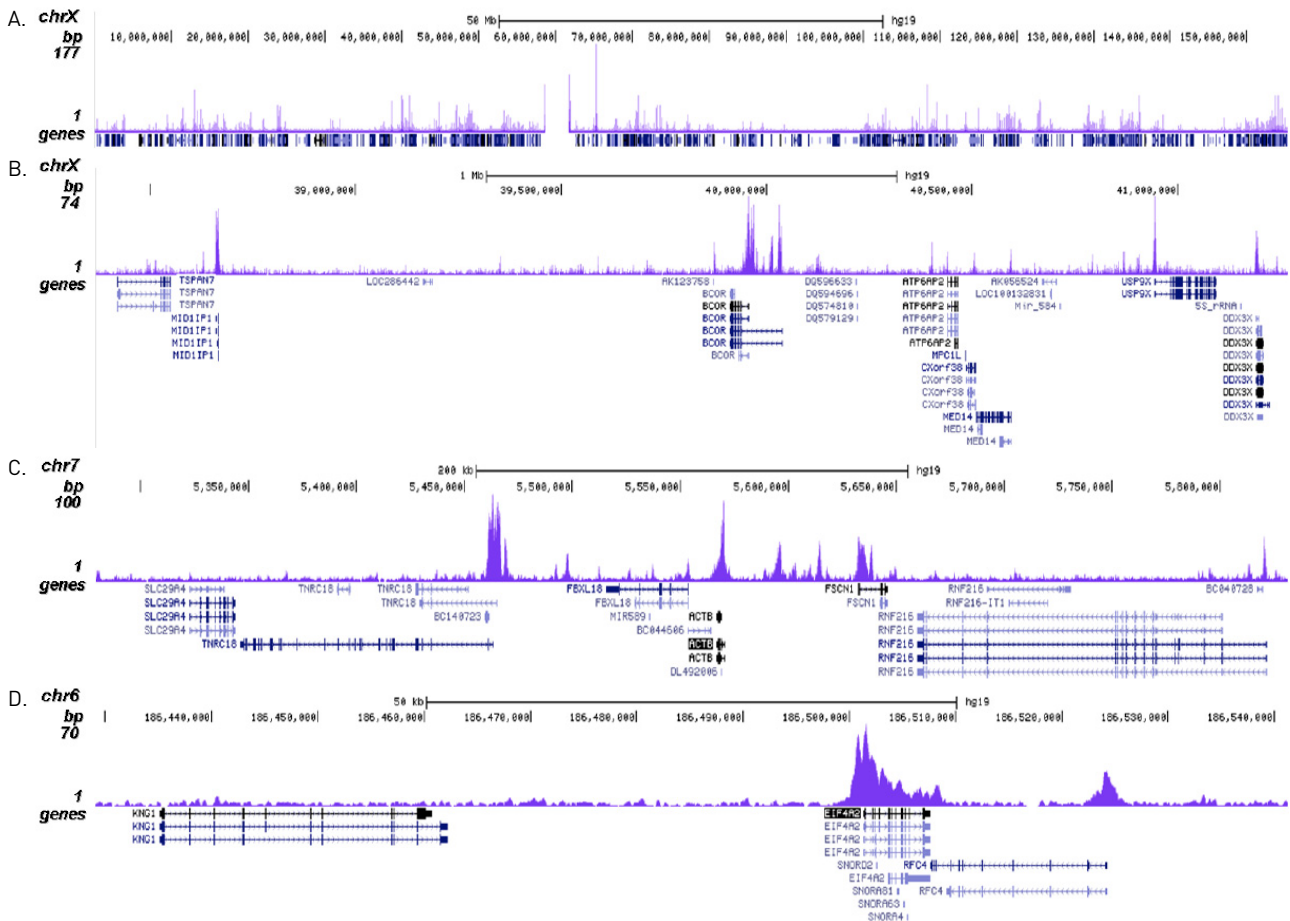 A. chrX 50 Mb hg19
bp 10,000,000 20,000,000 30,000,000 40,000,000 50,000,000 60,000,000 70,000,000 80,000,000 90,000,000 100,000,000 110,000,000 120,000,000 130,000,000 140,000,000 150,000,000
177
1
genes
B. chrX 1 Mb hg19
bp 39,000,000 39,500,000 40,000,000 40,500,000 41,000,000
74
1
genes
TSPAN7 LOC286442 AK123758 DQ596633 ATP6AP2 AK056524 USP9X
TSPAN7 BCOR DQ594696 ATP6AP2 LOC100132831 USP9X
TSPAN7 BCOR DQ574810 ATP6AP2 Mir_584 5S_rRNA
MID1IP1 BCOR DQ579129 ATP6AP2 DDX3X
MID1IP1 BCOR ATP6AP2 DDX3X
MID1IP1 BCOR ATP6AP2 DDX3X
MID1IP1 BCOR MPC1L DDX3X
CXorf38 DDX3X
CXorf38 DDX3X
CXorf38 DDX3X
CXorf38 DDX3X
MED14 DDX3X
MED14
MED14
C. chr7 200 kb hg19
bp 5,350,000 5,400,000 5,450,000 5,500,000 5,550,000 5,600,000 5,650,000 5,700,000 5,750,000 5,800,000
100
1
genes
SLC29A4 TNRC18 TNRC18 FBXL18 FSCN1 RNF216 BC040728
SLC29A4 TNRC18 FBXL18 FSCN1 RNF216-IT1
SLC29A4 BC140723 MIR589 ACTB RNF216
SLC29A4 BC044606 RNF216
TNRC18 ACTB RNF216
ACTB RNF216
DL492006 RNF216
D. chr6 50 kb hg19
bp 186,440,000 186,450,000 186,460,000 186,470,000 186,480,000 186,490,000 186,500,000 186,510,000 186,520,000 186,530,000 186,540,000
70
1
genes
KNG1 EIF4A2
KNG1 EIF4A2
KNG1 EIF4A2
EIF4A2
SNORD2 RFC4
EIF4A2
SNORA81 RFC4
SNORA63
SNORA4